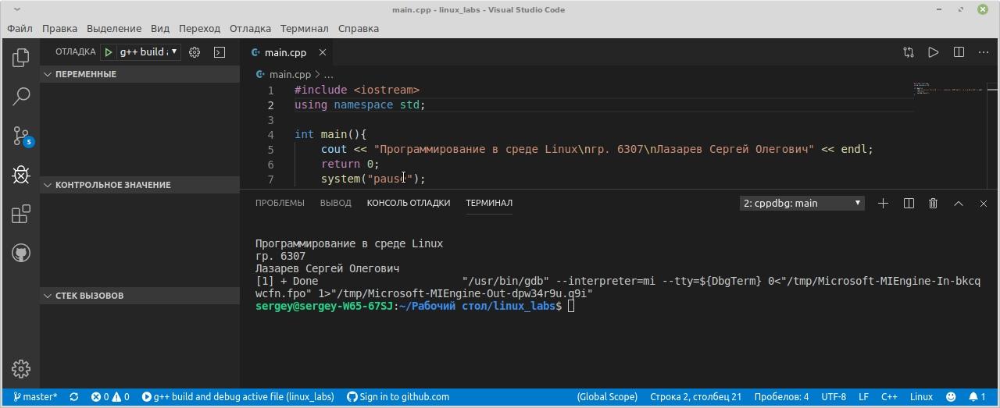 main.cpp - linux_labs - Visual Studio Code
Файл Правка Выделение Вид Переход Отладка Терминал Справка
ОТЛАДКА g++ build
main.cpp
ПЕРЕМЕННЫЕ
main.cpp > ...
1 #include <iostream>
2 using namespace std;
3
4 int main(){
5 cout << "Программирование в среде Linux\nгр. 6307\nЛазарев Сергей Олегович" << endl;
6 return 0;
7 system("pause");
5
КОНТРОЛЬНОЕ ЗНАЧЕНИЕ
СТЕК ВЫЗОВОВ
ПРОБЛЕМЫ ВЫВОД КОНСОЛЬ ОТЛАДКИ ТЕРМИНАЛ 2: cppdbg: main
Программирование в среде Linux
гр. 6307
Лазарев Сергей Олегович
[1] + Done "/usr/bin/gdb" --interpreter=mi --tty=${DbgTerm} 0<"/tmp/Microsoft-MIEngine-In-bkcq
wcfn.fpo" 1>"/tmp/Microsoft-MIEngine-Out-dpw34r9u.q9i"
sergey@sergey-W65-67SJ:~/Рабочий стол/linux_labs$
master* 0 0 g++ build and debug active file (linux_labs) Sign in to github.com (Global Scope) Строка 2, столбец 21 Пробелов: 4 UTF-8 LF C++ Linux 1